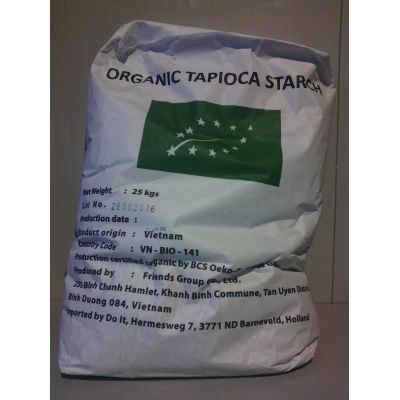 ORGANIC TAPIOCA STARCH
Net Weight : 25 kgs
Lot No. 26052016
Production date :
Product origin : Vietnam
Country Code : VN - BIO - 141
Production certified organic by BCS Oeko-
Produced by : Friends Group Co., Ltd.
Binh Chanh Hamlet, Khanh Binh Commune, Tan Uyen District
Binh Duong 084, Vietnam
Imported by Do It, Hermesweg 7, 3771 ND Barneveld, Holland